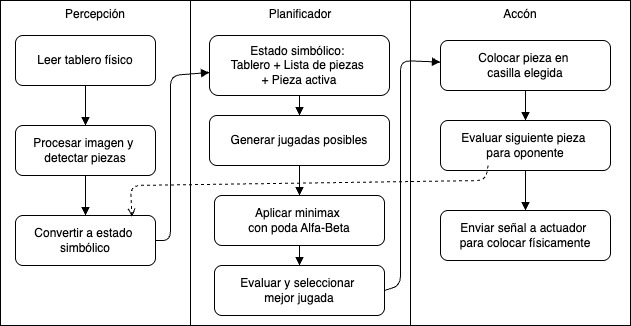 Percepción
Leer tablero físico
Procesar imagen y
detectar piezas
Convertir a estado
simbólico
Planificador
Estado simbólico:
Tablero + Lista de piezas
+ Pieza activa
Generar jugadas posibles
Aplicar minimax
con poda Alfa-Beta
Evaluar y seleccionar
mejor jugada
Accón
Colocar pieza en
casilla elegida
Evaluar siguiente pieza
para oponente
Enviar señal a actuador
para colocar físicamente